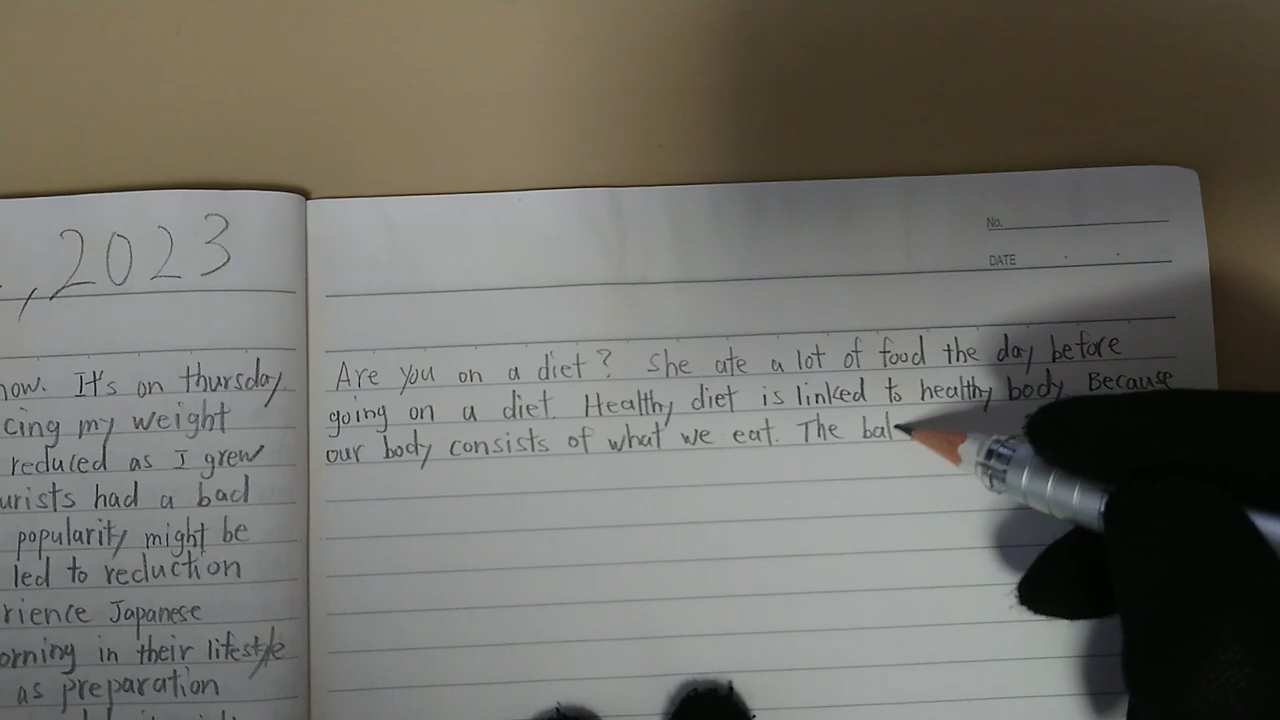 , 2023
now. It's on thursday
cing my weight
reduced as I grew
urists had a bad
popularity might be
led to reduction
rience Japanese
orning in their lifestyle
as preparation
No.
DATE
Are you on a diet? She ate a lot of food the day before
going on a diet. Healthy diet is linked to healthy body. Because
our body consists of what we eat. The bal